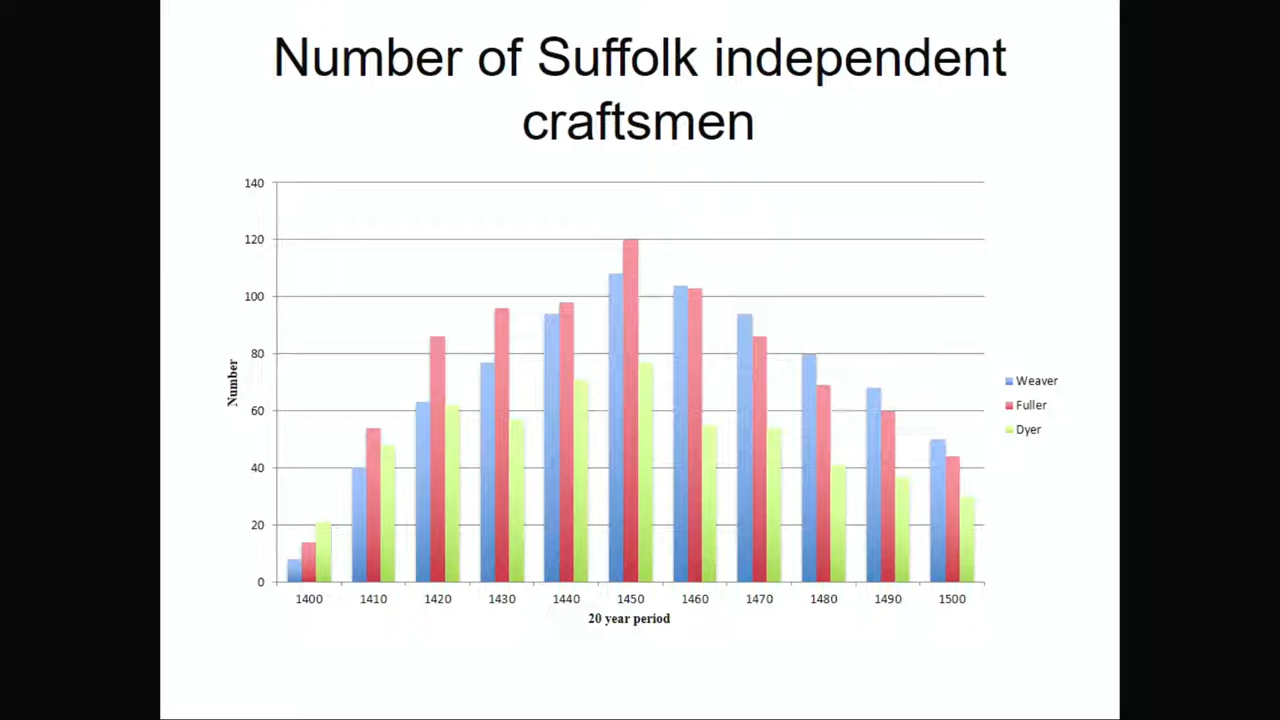 Number of Suffolk independent
craftsmen
140
120
100
80
60
40
20
0
Number
1400 1410 1420 1430 1440 1450 1460 1470 1480 1490 1500
20 year period
Weaver
Fuller
Dyer